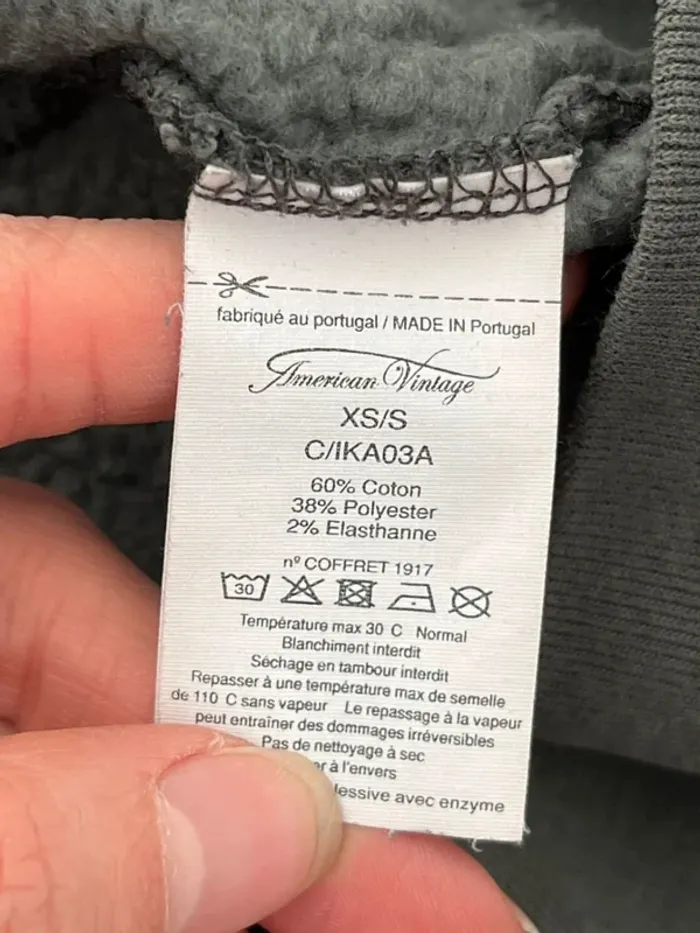 fabriqué au portugal / MADE IN Portugal
American Vintage
XS/S
C/IKA03A
60% Coton
38% Polyester
2% Elasthanne
nº COFFRET 1917
30
Température max 30 C Normal
Blanchiment interdit
Séchage en tambour interdit
Repasser à une température max de semelle
de 110 C sans vapeur Le repassage à la vapeur
peut entraîner des dommages irréversibles
Pas de nettoyage à sec
à l'envers
lessive avec enzyme